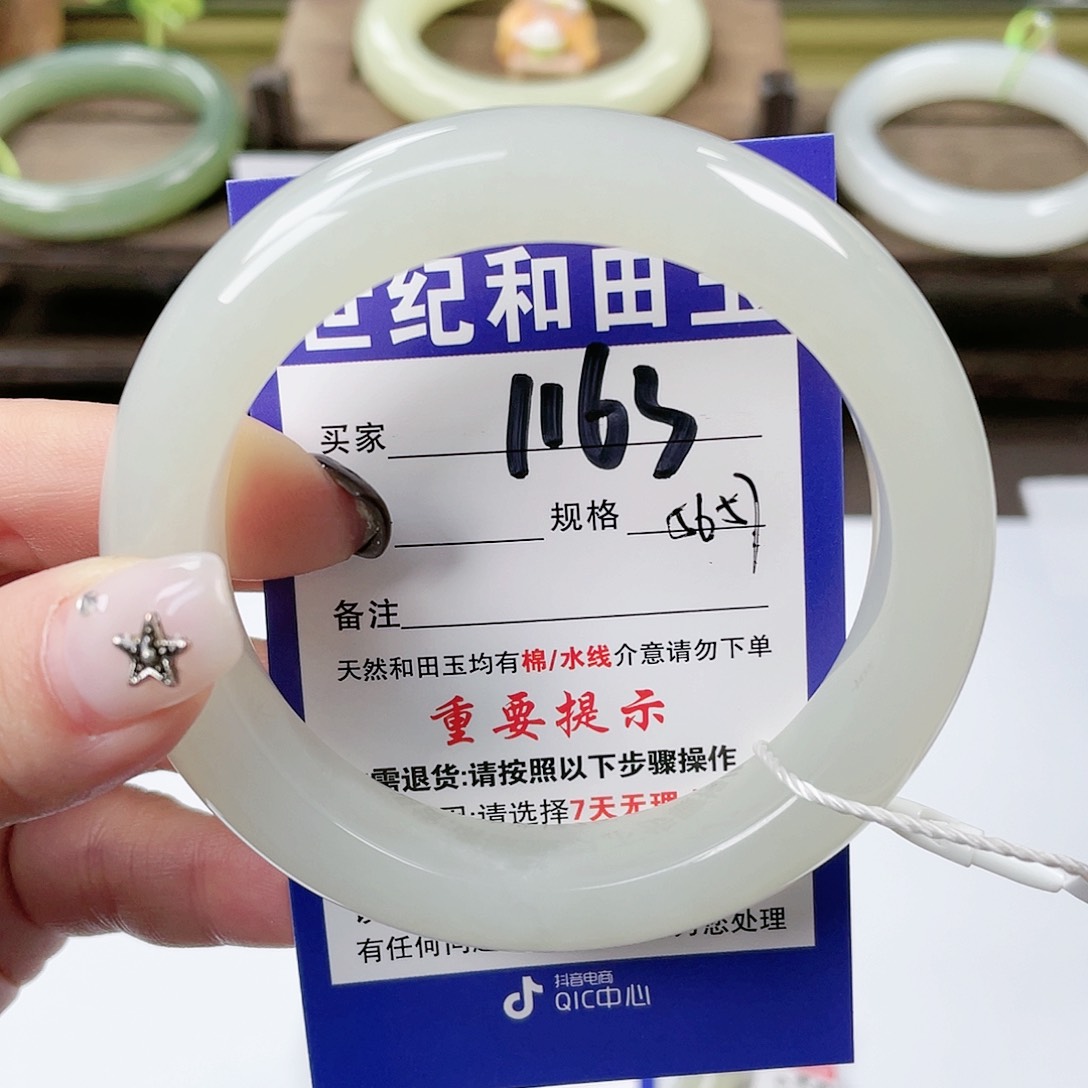 世纪和田玉
买家 11163
规格
备注
天然和田玉均有棉/水线介意请勿下单
重要提示
需退货:请按照以下步骤操作
:请选择7天无理
有任何问 您处理
抖音电商
QIC中心